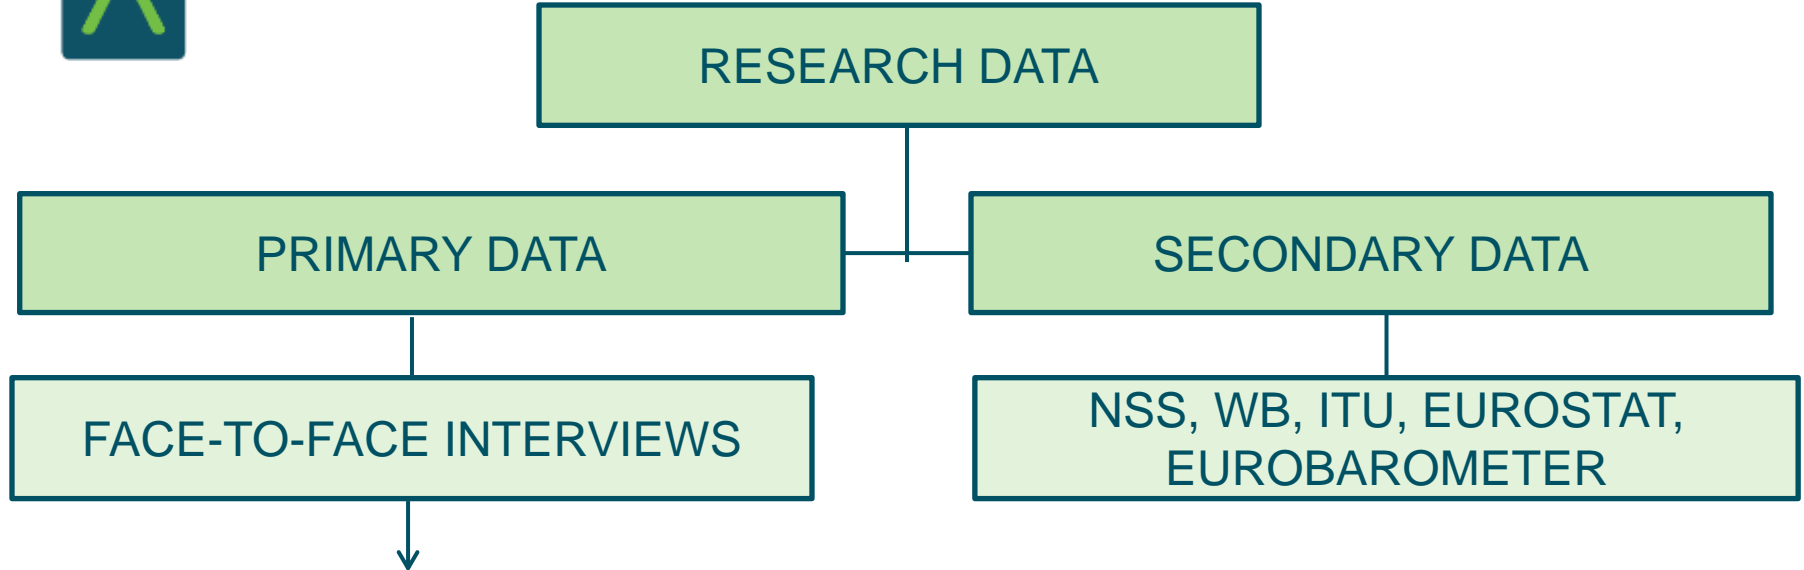 RESEARCH DATA
PRIMARY DATA
SECONDARY DATA
FACE-TO-FACE INTERVIEWS
NSS, WB, ITU, EUROSTAT,
EUROBAROMETER